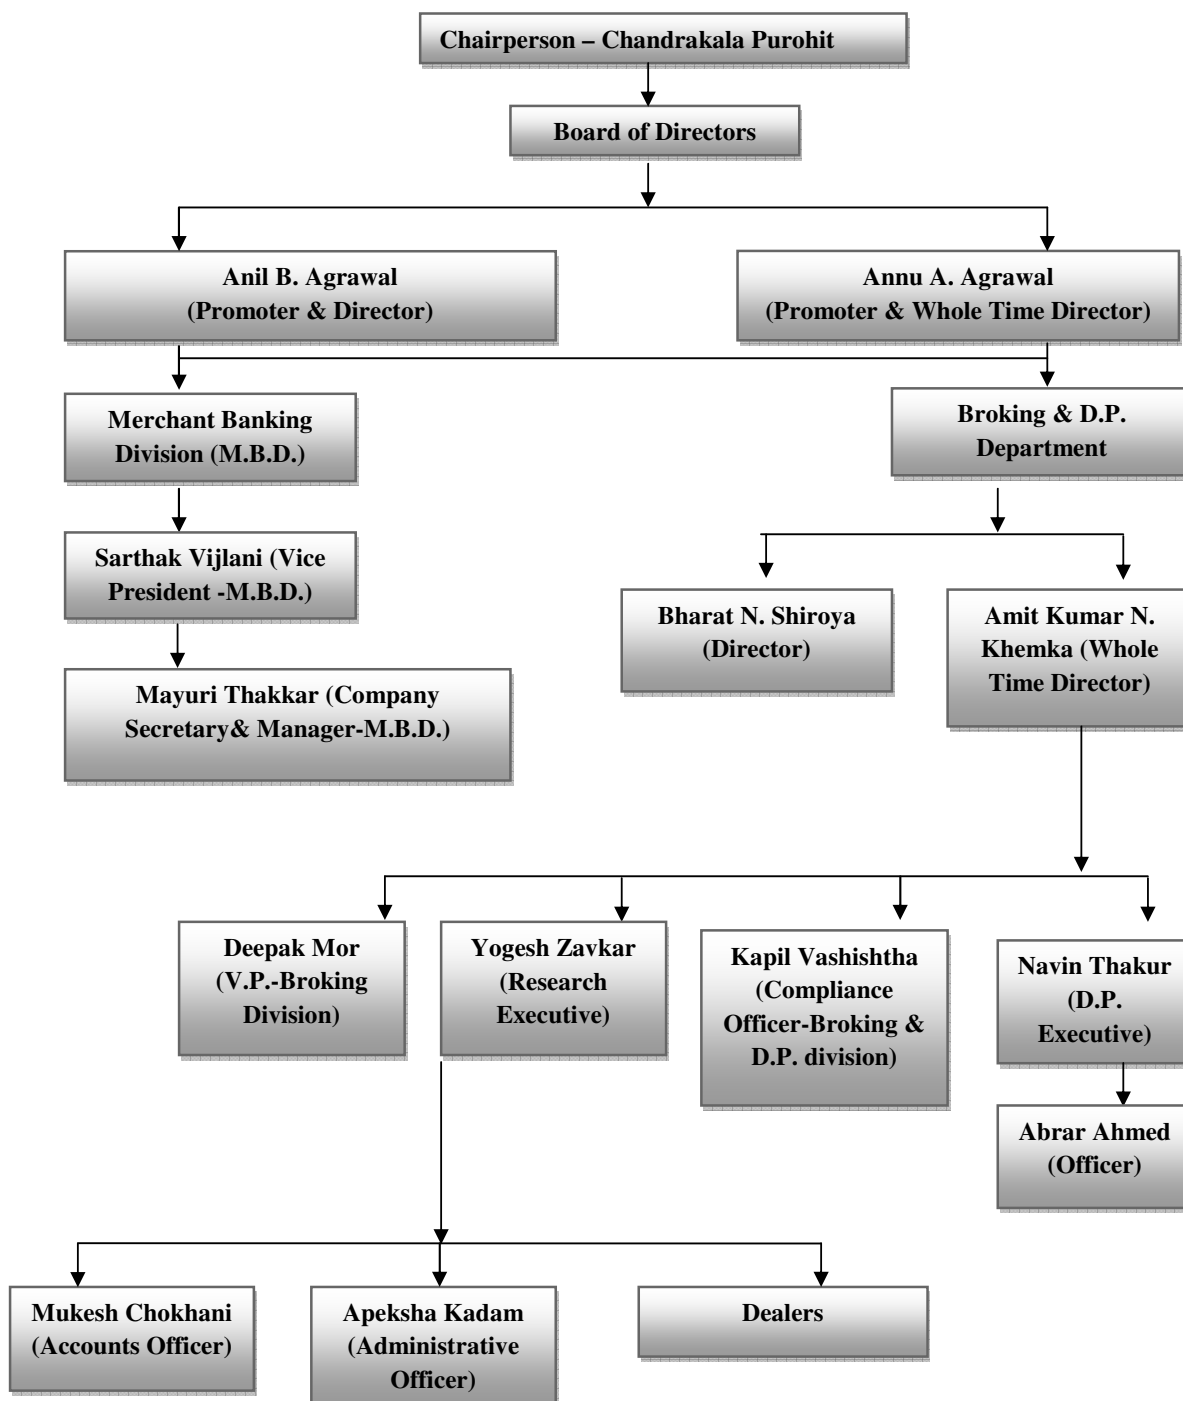 Chairperson – Chandrakala Purohit
Board of Directors
Anil B. Agrawal
(Promoter & Director)
Annu A. Agrawal
(Promoter & Whole Time Director)
Merchant Banking
Division (M.B.D.)
Broking & D.P.
Department
Sarthak Vijlani (Vice
President -M.B.D.)
Bharat N. Shiroya
(Director)
Amit Kumar N.
Khemka (Whole
Time Director)
Mayuri Thakkar (Company
Secretary& Manager-M.B.D.)
Deepak Mor
(V.P.-Broking
Division)
Yogesh Zavkar
(Research
Executive)
Kapil Vashishtha
(Compliance
Officer-Broking &
D.P. division)
Navin Thakur
(D.P.
Executive)
Abrar Ahmed
(Officer)
Mukesh Chokhani
(Accounts Officer)
Apeksha Kadam
(Administrative
Officer)
Dealers